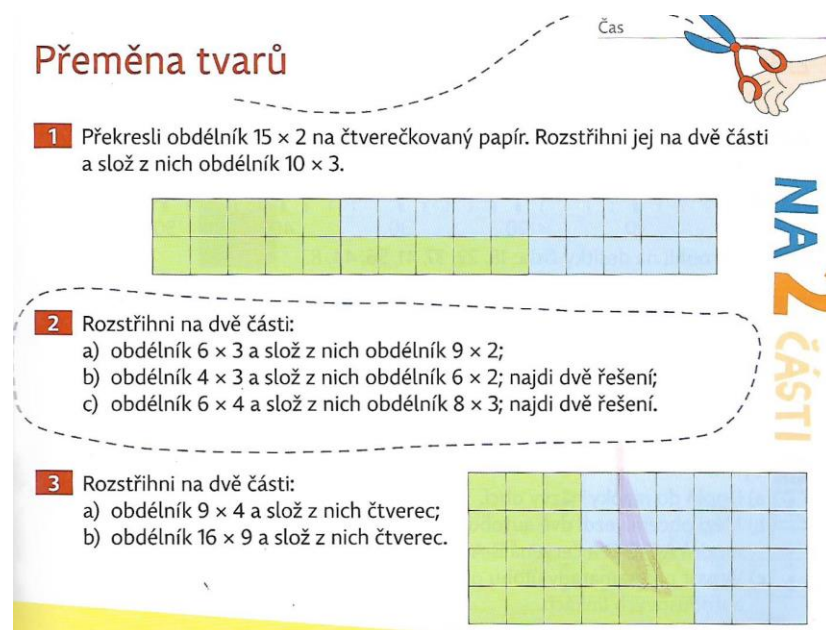 Čas
Přeměna tvarů
1 Překresli obdélník 15 × 2 na čtverečkovaný papír. Rozstřihni jej na dvě části
a slož z nich obdélník 10 × 3.
NA 2 ČÁSTI
2 Rozstřihni na dvě části:
a) obdélník 6 × 3 a slož z nich obdélník 9 × 2;
b) obdélník 4 × 3 a slož z nich obdélník 6 × 2; najdi dvě řešení;
c) obdélník 6 × 4 a slož z nich obdélník 8 × 3; najdi dvě řešení.
3 Rozstřihni na dvě části:
a) obdélník 9 × 4 a slož z nich čtverec;
b) obdélník 16 × 9 a slož z nich čtverec.